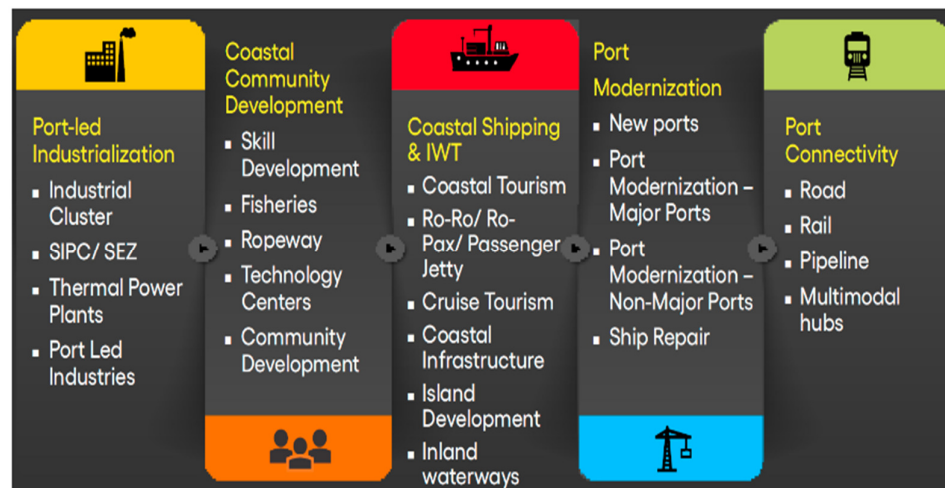 Port-led
Industrialization
▪ Industrial
Cluster
▪ SIPC/ SEZ
▪ Thermal Power
Plants
▪ Port Led
Industries
Coastal
Community
Development
▪ Skill
Development
▪ Fisheries
▪ Ropeway
▪ Technology
Centers
▪ Community
Development
Coastal Shipping
& IWT
▪ Coastal Tourism
▪ Ro-Ro/ Ro-
Pax/ Passenger
Jetty
▪ Cruise Tourism
▪ Coastal
Infrastructure
▪ Island
Development
▪ Inland
waterways
Port
Modernization
▪ New ports
▪ Port
Modernization –
Major Ports
▪ Port
Modernization –
Non-Major Ports
▪ Ship Repair
Port
Connectivity
▪ Road
▪ Rail
▪ Pipeline
▪ Multimodal
hubs